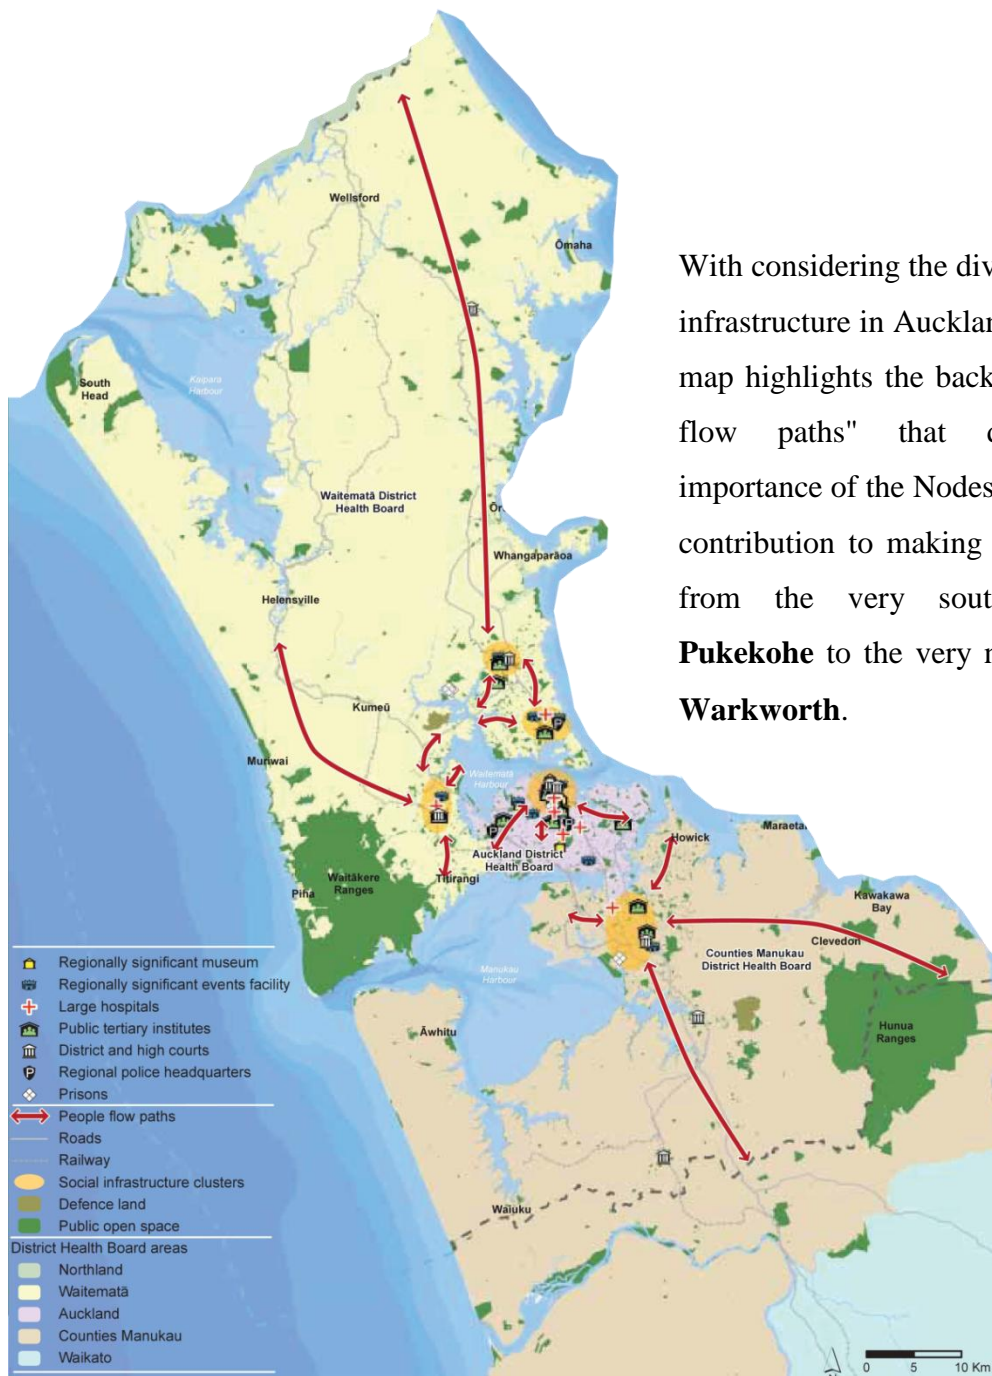 Wellsford
Ōmaha
South
Head
Kaipara
Harbour
Waitematā District
Health Board
Whangaparāoa
Helensville
Kumeū
Muriwai
Waitematā
Harbour
Howick
Maraetai
Auckland District
Health Board
Titirangi
Waitākere
Ranges
Piha
Kawakawa
Bay
Clevedon
Counties Manukau
District Health Board
Manukau
Harbour
Hunua
Ranges
Āwhitu
Waiuku
With considering the
infrastructure in
map highlights the
flow paths" that
importance of the Nodes
contribution to making
from the very
Pukekohe to the very
Warkworth.
Regionally significant museum
Regionally significant events facility
Large hospitals
Public tertiary institutes
District and high courts
P Regional police headquarters
Prisons
People flow paths
Roads
Railway
Social infrastructure clusters
Defence land
Public open space
District Health Board areas
Northland
Waitematā
Auckland
Counties Manukau
Waikato
0 5 10 Km